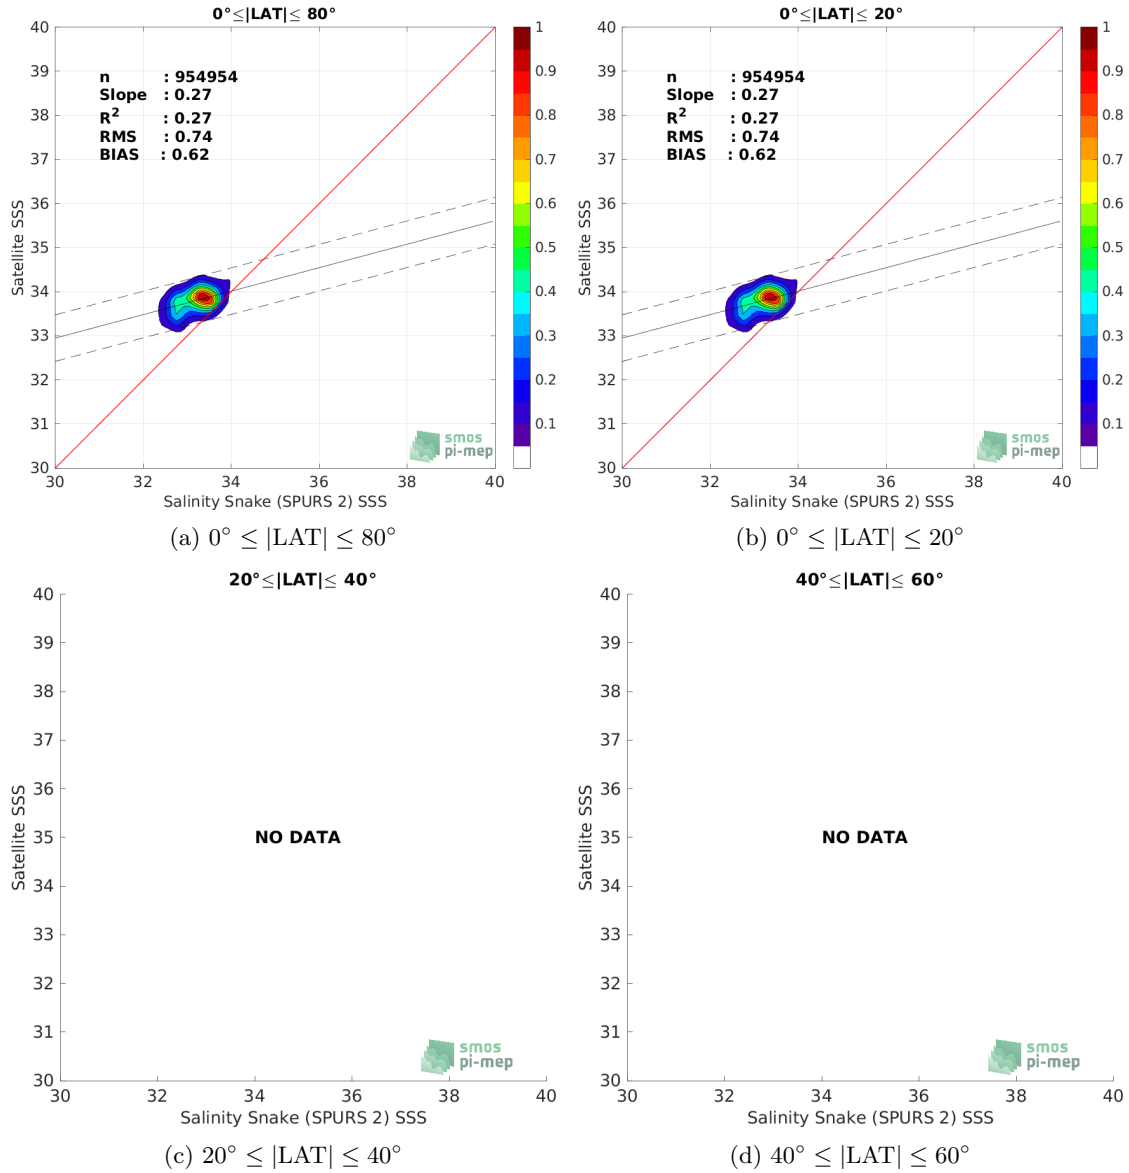 0°≤|LAT|≤ 80°
40
39
38
37
36
35
34
33
32
31
30
Satellite SSS
n : 954954
Slope : 0.27
R² : 0.27
RMS : 0.74
BIAS : 0.62
smos
pi-mep
30 32 34 36 38 40
Salinity Snake (SPURS 2) SSS
1
0.9
0.8
0.7
0.6
0.5
0.4
0.3
0.2
0.1
(a) 0° ≤ |LAT| ≤ 80°
0°≤|LAT|≤ 20°
40
39
38
37
36
35
34
33
32
31
30
Satellite SSS
n : 954954
Slope : 0.27
R² : 0.27
RMS : 0.74
BIAS : 0.62
smos
pi-mep
30 32 34 36 38 40
Salinity Snake (SPURS 2) SSS
1
0.9
0.8
0.7
0.6
0.5
0.4
0.3
0.2
0.1
(b) 0° ≤ |LAT| ≤ 20°
20°≤|LAT|≤ 40°
40
39
38
37
36
35
34
33
32
31
30
Satellite SSS
NO DATA
smos
pi-mep
30 32 34 36 38 40
Salinity Snake (SPURS 2) SSS
(c) 20° ≤ |LAT| ≤ 40°
40°≤|LAT|≤ 60°
40
39
38
37
36
35
34
33
32
31
30
Satellite SSS
NO DATA
smos
pi-mep
30 32 34 36 38 40
Salinity Snake (SPURS 2) SSS
(d) 40° ≤ |LAT| ≤ 60°